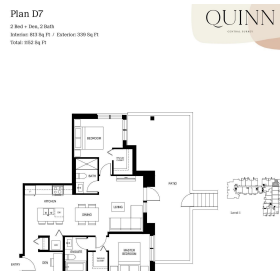 Plan D7
2 Bed + Den, 2 Bath
Interior: 813 Sq Ft / Exterior: 339 Sq Ft
Total: 1152 Sq Ft
QUINN
BEDROOM
BATH
PATIO
KITCHEN
LIVING
DINING
ENSUITE
DEN
MASTER
BEDROOM
ENTRY